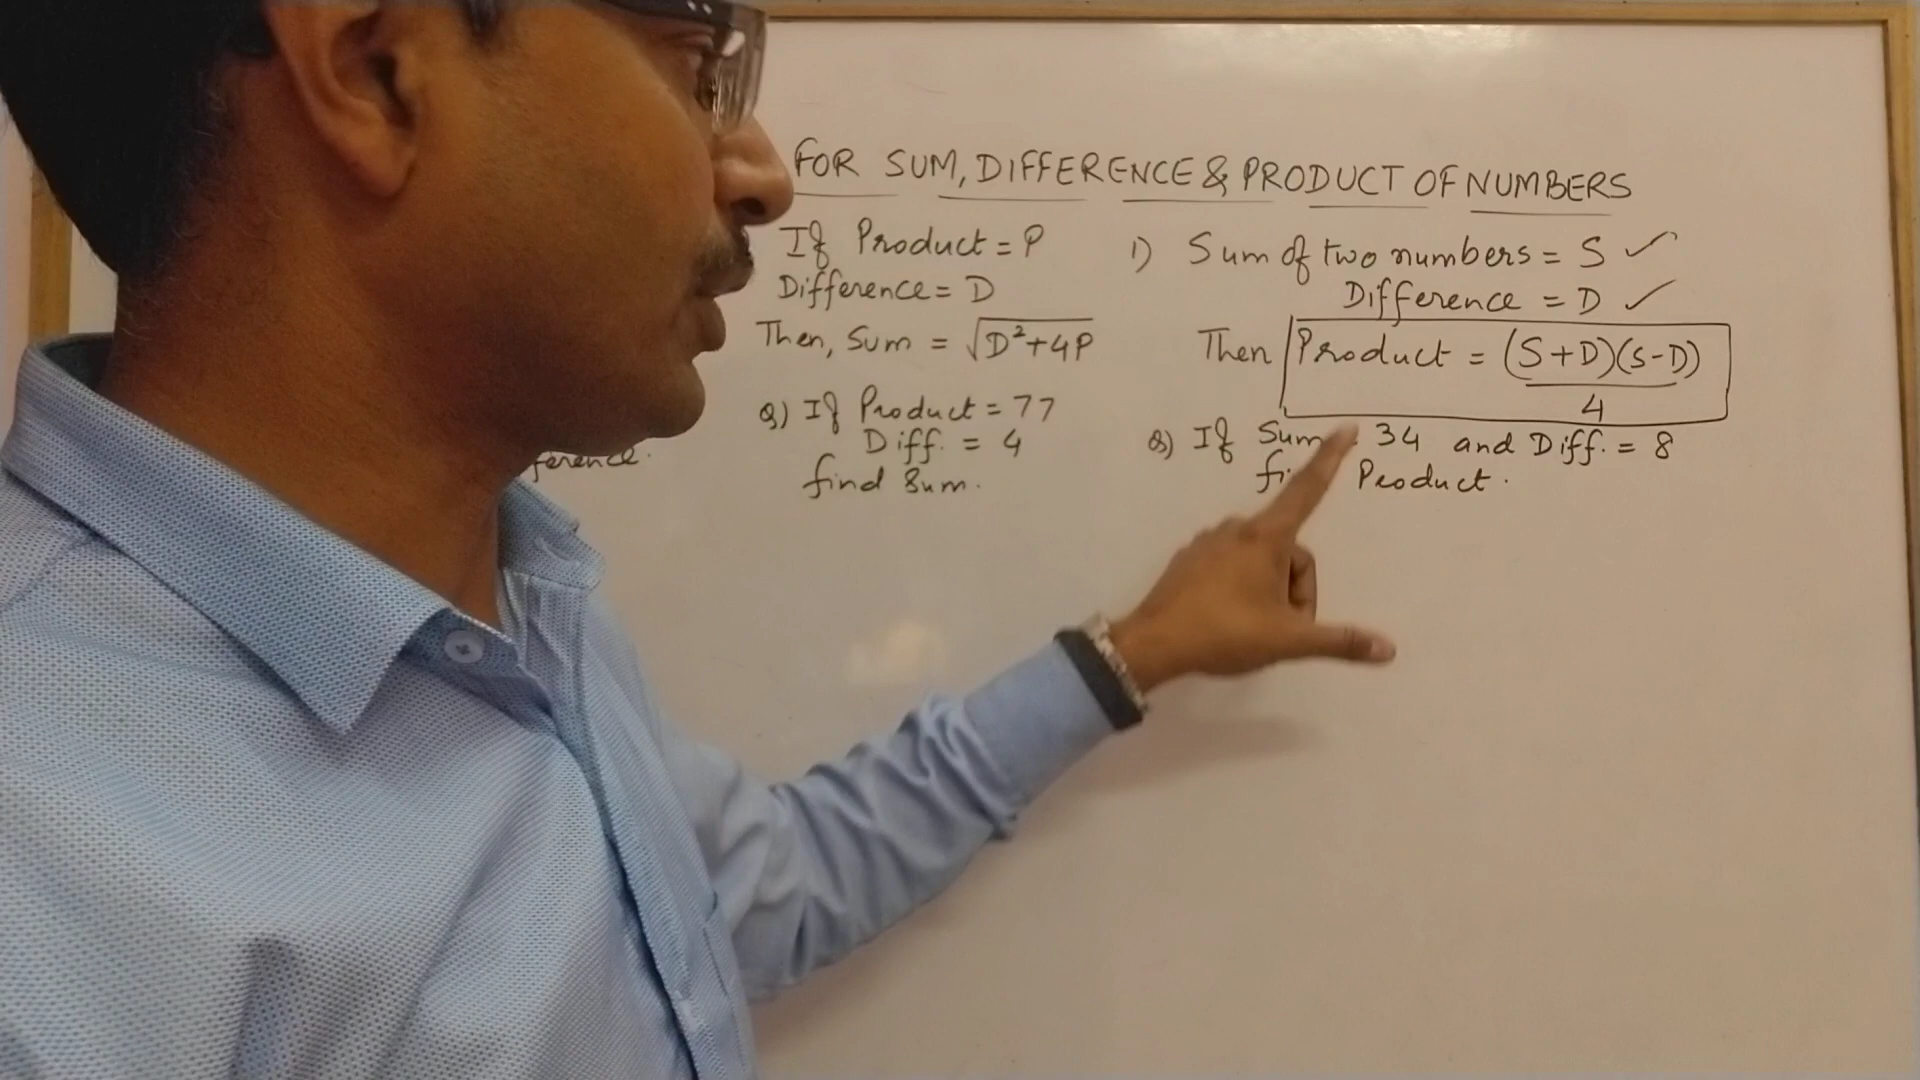 FOR SUM, DIFFERENCE & PRODUCT OF NUMBERS
If Product = P
Difference = D
Then, Sum = √D²+4P
Q) If Product = 77
Diff. = 4
find Sum.
1) Sum of two numbers = S ✓
Difference = D ✓
Then Product = (S+D)(S-D)
4
Q) If Sum = 34 and Diff. = 8
Product.